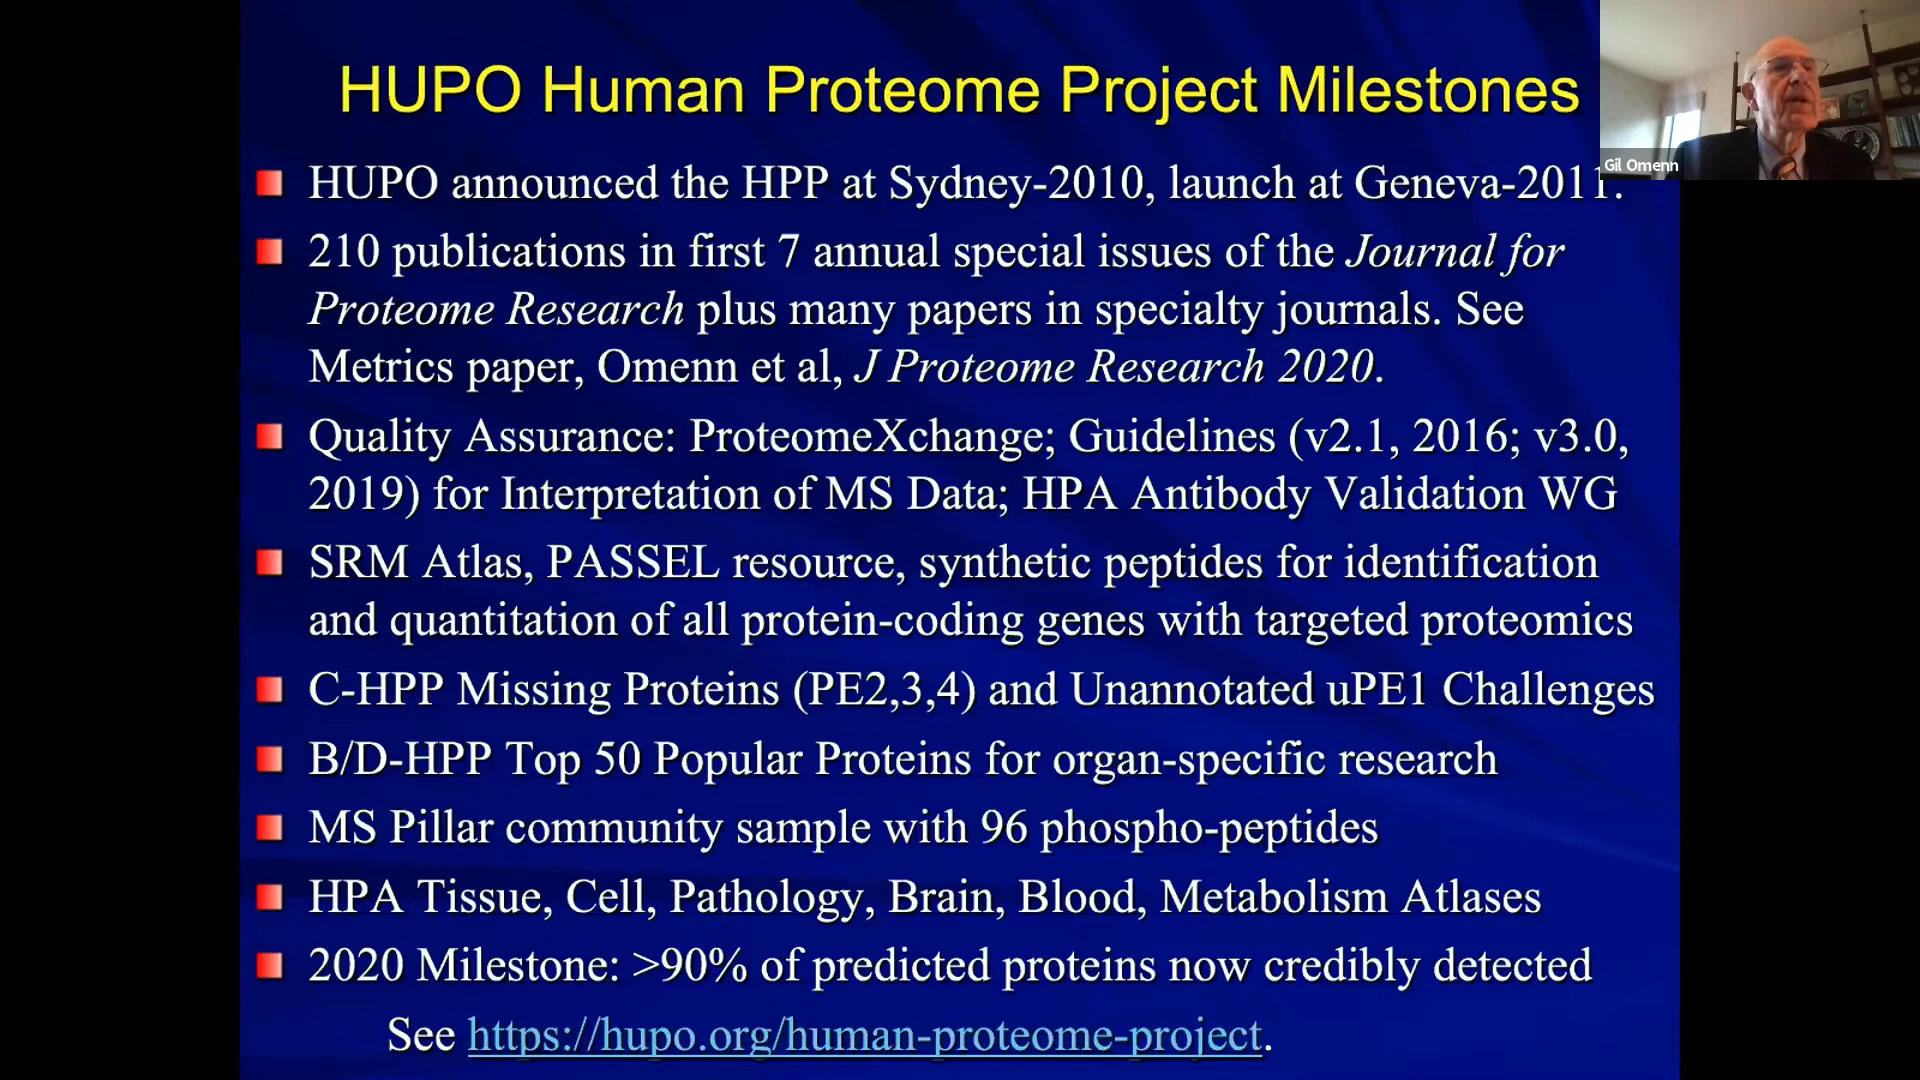 HUPO Human Proteome Project Milestones
Gil Omenn
HUPO announced the HPP at Sydney-2010, launch at Geneva-2011.
210 publications in first 7 annual special issues of the Journal for
Proteome Research plus many papers in specialty journals. See
Metrics paper, Omenn et al, J Proteome Research 2020.
Quality Assurance: ProteomeXchange; Guidelines (v2.1, 2016; v3.0,
2019) for Interpretation of MS Data; HPA Antibody Validation WG
SRM Atlas, PASSEL resource, synthetic peptides for identification
and quantitation of all protein-coding genes with targeted proteomics
C-HPP Missing Proteins (PE2,3,4) and Unannotated uPE1 Challenges
B/D-HPP Top 50 Popular Proteins for organ-specific research
MS Pillar community sample with 96 phospho-peptides
HPA Tissue, Cell, Pathology, Brain, Blood, Metabolism Atlases
2020 Milestone: >90% of predicted proteins now credibly detected
See https://hupo.org/human-proteome-project.